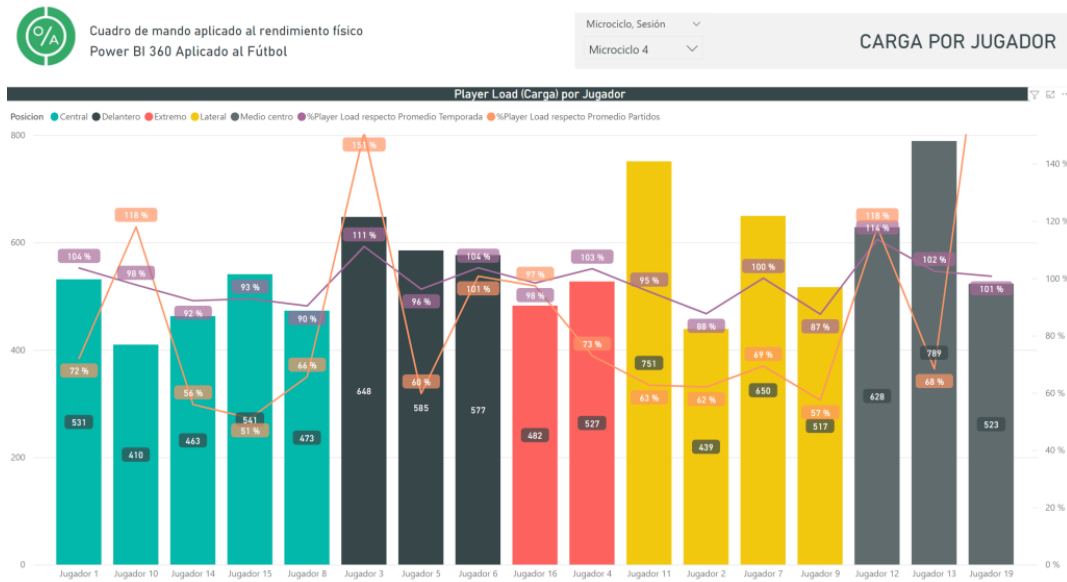 %/A
Cuadro de mando aplicado al rendimiento físico
Power BI 360 Aplicado al Fútbol
Microciclo, Sesión
Microciclo 4
CARGA POR JUGADOR
Player Load (Carga) por Jugador
Posicion Central Delantero Extremo Lateral Medio centro %Player Load respecto Promedio Temporada %Player Load respecto Promedio Partidos
800 140 %
151 %
118 % 118 % 120 %
114 %
600 104 % 98 % 111 % 104 % 97 % 103 % 95 % 100 % 102 % 100 %
92 % 93 % 90 % 96 % 101 % 98 % 88 % 87 % 101 %
400 80 %
72 % 56 % 51 % 66 % 60 % 73 % 63 % 62 % 69 % 57 % 68 %
60 %
531 410 463 541 473 648 585 577 482 527 751 439 650 517 628 789 523
200 40 %
20 %
0 0 %
Jugador 1 Jugador 10 Jugador 14 Jugador 15 Jugador 8 Jugador 3 Jugador 5 Jugador 6 Jugador 16 Jugador 4 Jugador 11 Jugador 2 Jugador 7 Jugador 9 Jugador 12 Jugador 13 Jugador 19